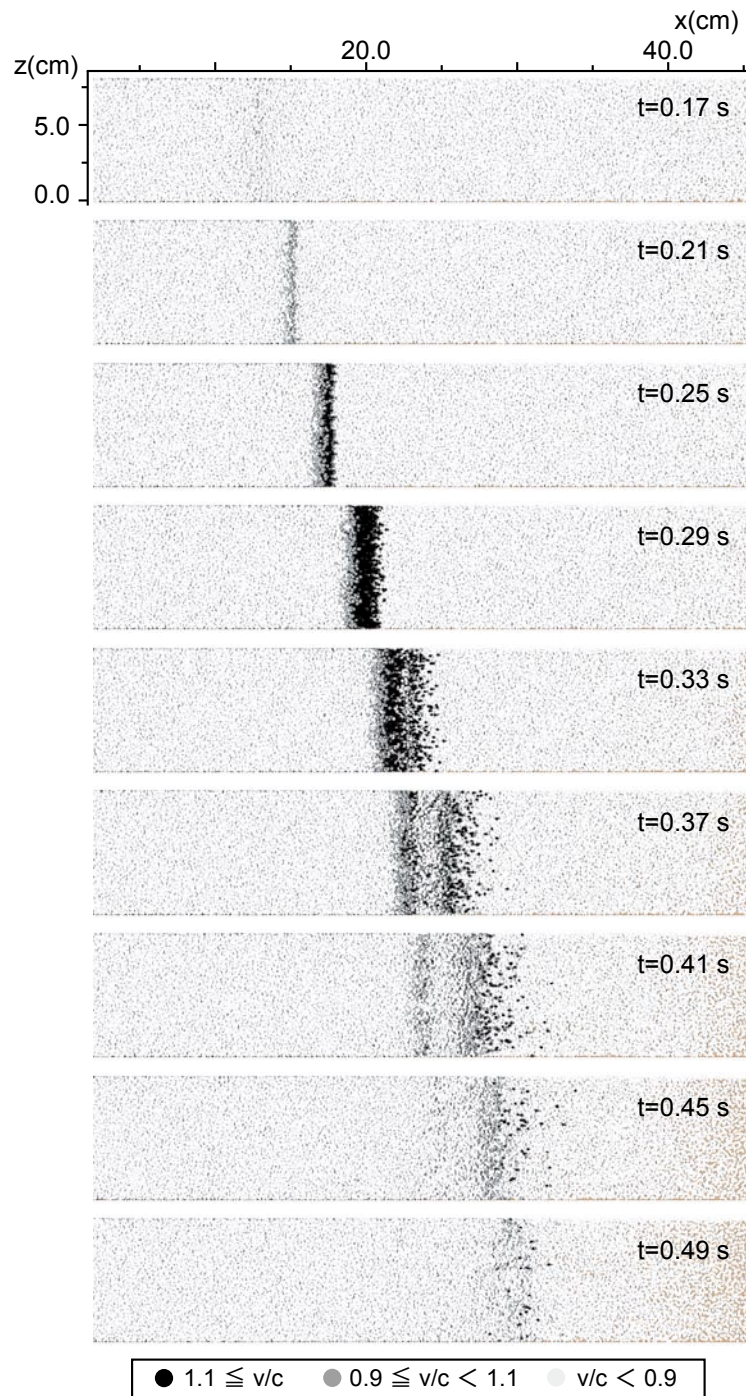 x(cm)
20.0 40.0
z(cm)
5.0
0.0
t=0.17 s
t=0.21 s
t=0.25 s
t=0.29 s
t=0.33 s
t=0.37 s
t=0.41 s
t=0.45 s
t=0.49 s
1.1 ≦ v/c 0.9 ≦ v/c < 1.1 v/c < 0.9